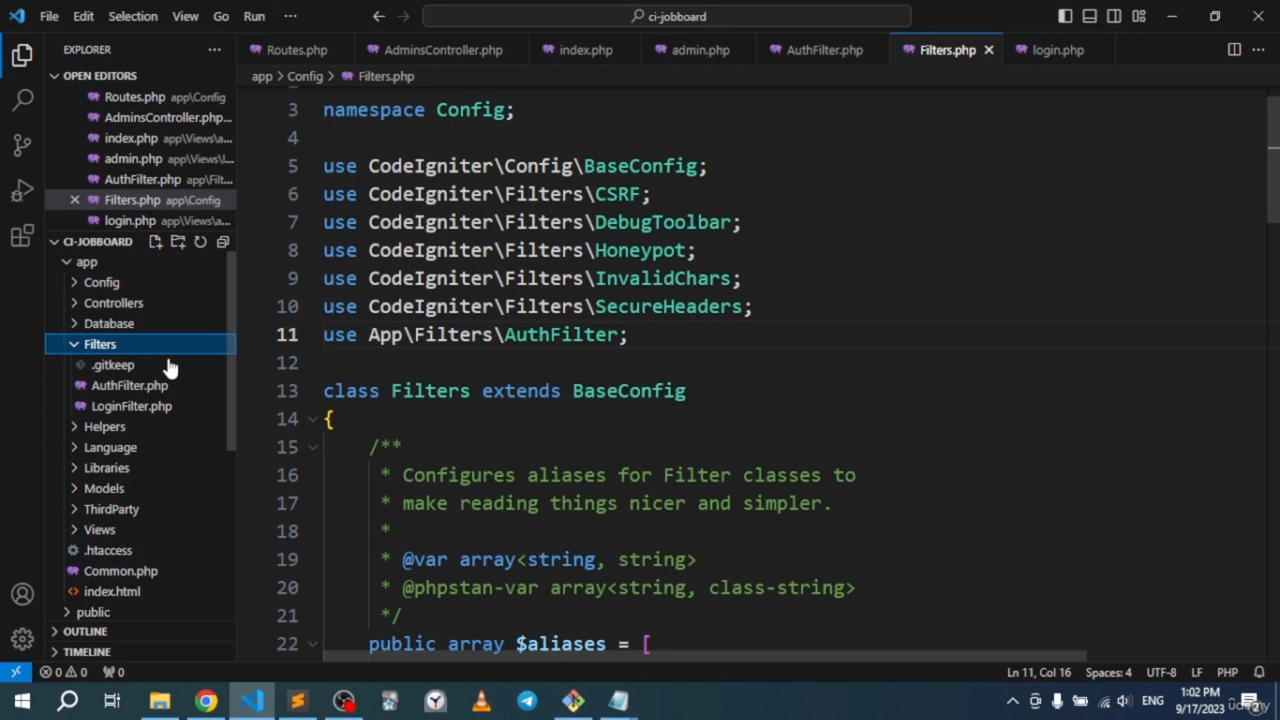 File Edit Selection View Go Run ···
ci-jobboard
EXPLORER
Routes.php
AdminsController.php
index.php
admin.php
AuthFilter.php
Filters.php
login.php
OPEN EDITORS
Routes.php app\Config
AdminsController.php...
index.php app\Views\a...
admin.php app\Views\l...
AuthFilter.php app\Filt...
Filters.php app\Config
login.php app\Views\a...
CI-JOBBOARD
app
Config
Controllers
Database
Filters
.gitkeep
AuthFilter.php
LoginFilter.php
Helpers
Language
Libraries
Models
ThirdParty
Views
.htaccess
Common.php
index.html
public
OUTLINE
TIMELINE
app > Config > Filters.php
3 namespace Config;
4
5 use CodeIgniter\Config\BaseConfig;
6 use CodeIgniter\Filters\CSRF;
7 use CodeIgniter\Filters\DebugToolbar;
8 use CodeIgniter\Filters\Honeypot;
9 use CodeIgniter\Filters\InvalidChars;
10 use CodeIgniter\Filters\SecureHeaders;
11 use App\Filters\AuthFilter;
12
13 class Filters extends BaseConfig
14 {
15 /**
16 * Configures aliases for Filter classes to
17 * make reading things nicer and simpler.
18 *
19 * @var array<string, string>
20 * @phpstan-var array<string, class-string>
21 */
22 public array $aliases = [
0 0 0
Ln 11, Col 16 Spaces: 4 UTF-8 LF PHP
ENG
1:02 PM
9/17/2023
udemy